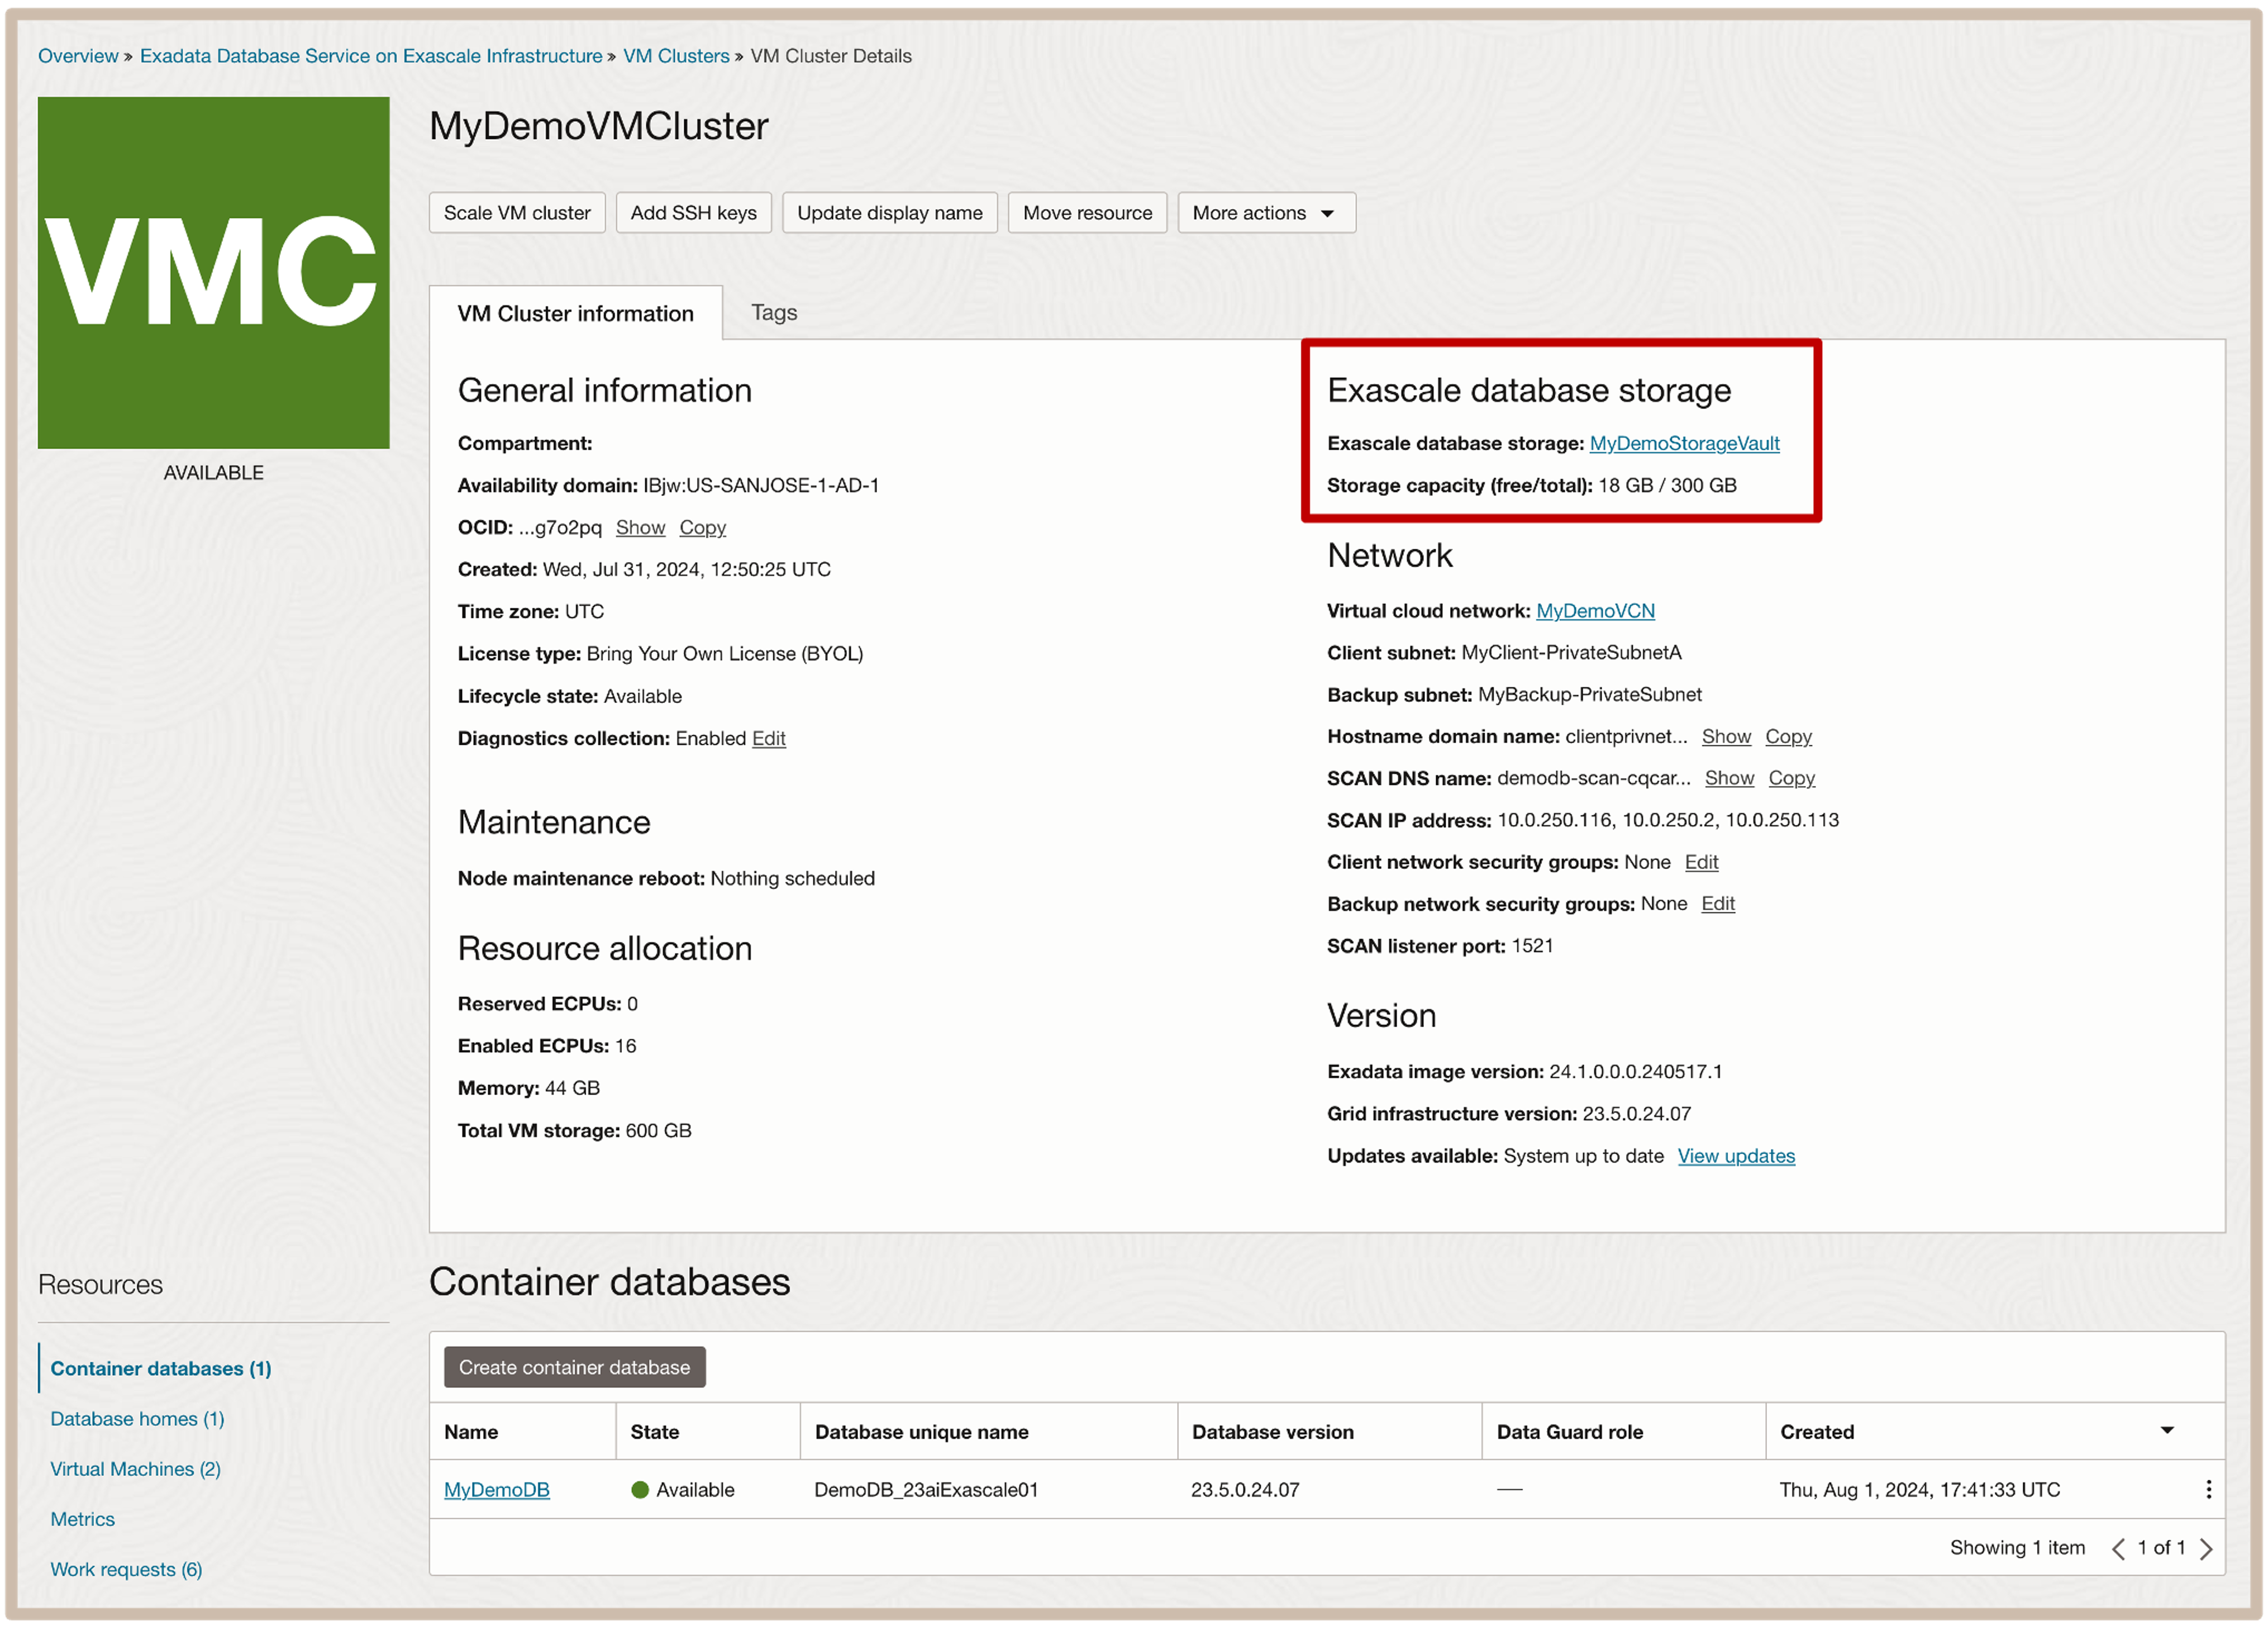 Overview » Exadata Database Service on Exascale Infrastructure » VM Clusters » VM Cluster Details
VMC
AVAILABLE
MyDemoVMCluster
Scale VM cluster
Add SSH keys
Update display name
Move resource
More actions
VM Cluster information
Tags
General information
Compartment:
Availability domain: IBjw:US-SANJOSE-1-AD-1
OCID: ...g7o2pq Show Copy
Created: Wed, Jul 31, 2024, 12:50:25 UTC
Time zone: UTC
License type: Bring Your Own License (BYOL)
Lifecycle state: Available
Diagnostics collection: Enabled Edit
Maintenance
Node maintenance reboot: Nothing scheduled
Resource allocation
Reserved ECPUs: 0
Enabled ECPUs: 16
Memory: 44 GB
Total VM storage: 600 GB
Exascale database storage
Exascale database storage: MyDemoStorageVault
Storage capacity (free/total): 18 GB / 300 GB
Network
Virtual cloud network: MyDemoVCN
Client subnet: MyClient-PrivateSubnetA
Backup subnet: MyBackup-PrivateSubnet
Hostname domain name: clientprivnet... Show Copy
SCAN DNS name: demodb-scan-cqcar... Show Copy
SCAN IP address: 10.0.250.116, 10.0.250.2, 10.0.250.113
Client network security groups: None Edit
Backup network security groups: None Edit
SCAN listener port: 1521
Version
Exadata image version: 24.1.0.0.0.240517.1
Grid infrastructure version: 23.5.0.24.07
Updates available: System up to date View updates
Resources
Container databases (1)
Database homes (1)
Virtual Machines (2)
Metrics
Work requests (6)
Container databases
Create container database
Name State Database unique name Database version Data Guard role Created
MyDemoDB Available DemoDB_23aiExascale01 23.5.0.24.07 — Thu, Aug 1, 2024, 17:41:33 UTC
Showing 1 item < 1 of 1 >